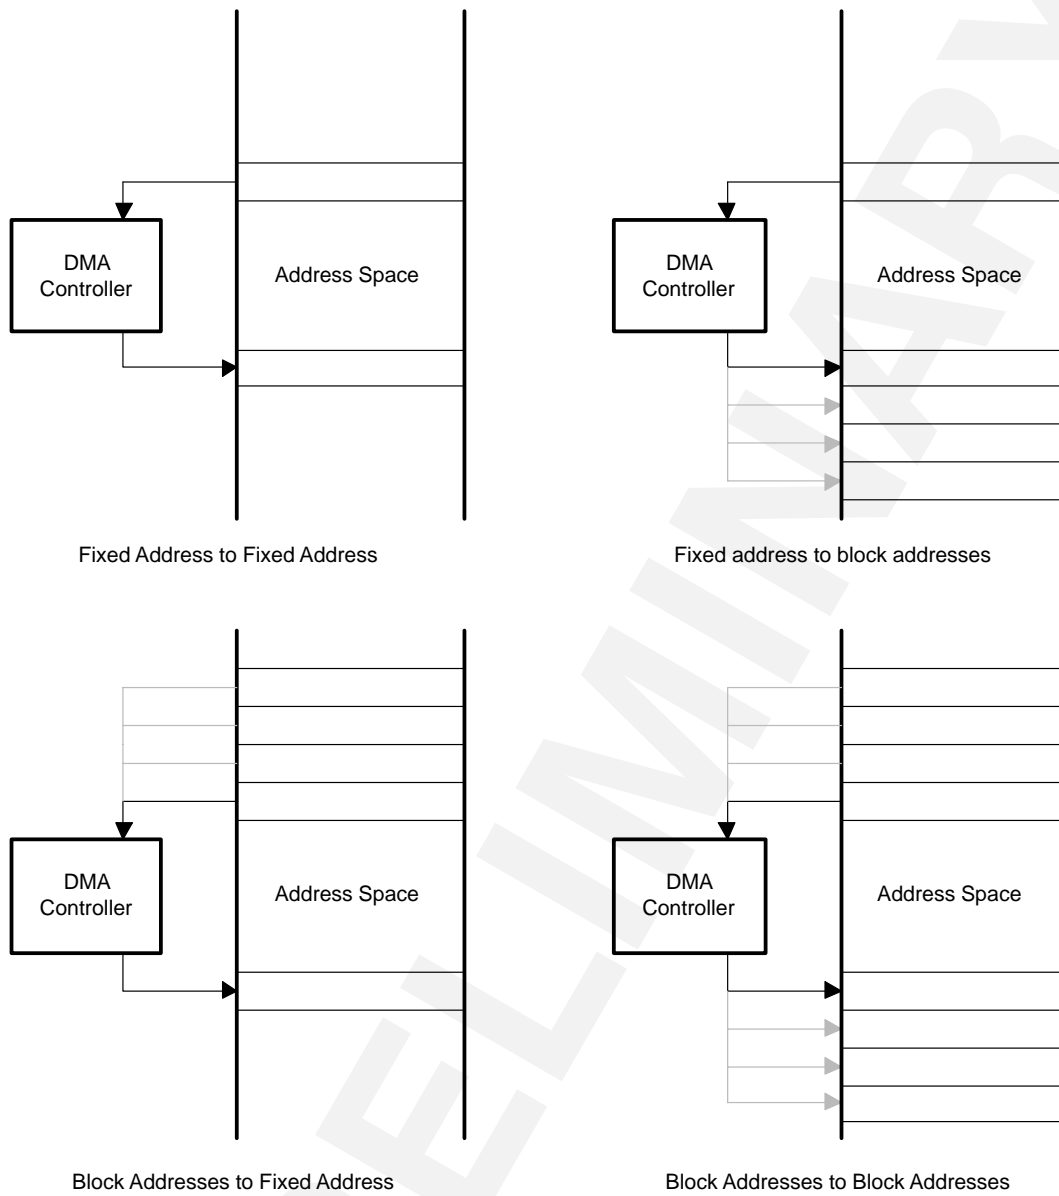 DMA
Controller
Address Space
DMA
Controller
Address Space
Fixed Address to Fixed Address
Fixed address to block addresses
DMA
Controller
Address Space
DMA
Controller
Address Space
Block Addresses to Fixed Address
Block Addresses to Block Addresses
ELIMINARY